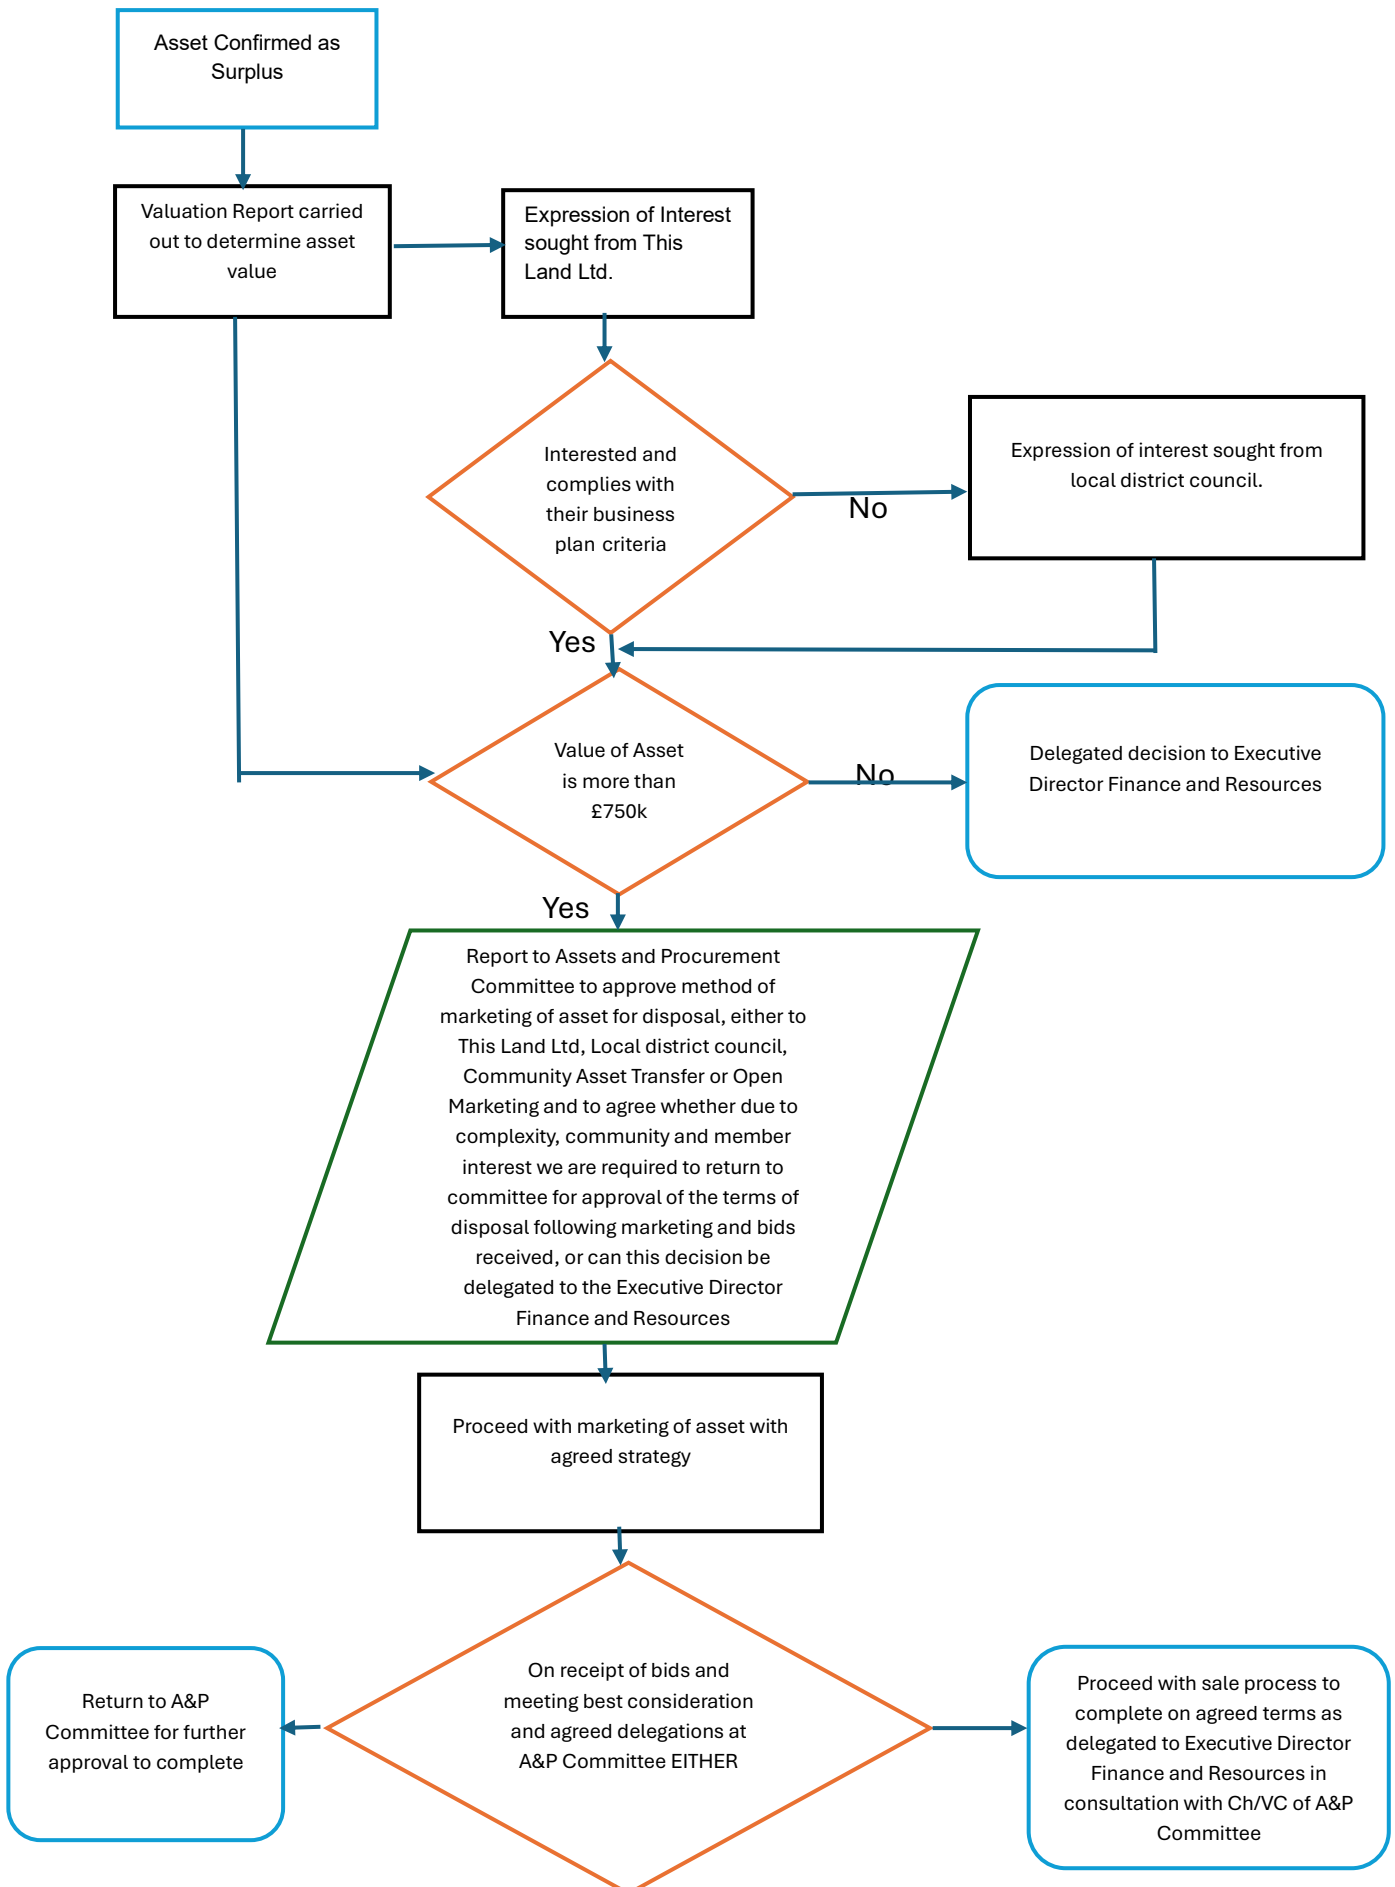 Asset Confirmed as
Surplus
Valuation Report carried
out to determine asset
value
Expression of Interest
sought from This
Land Ltd.
Interested and
complies with
their business
plan criteria
No
Expression of interest sought from
local district council.
Yes
Value of Asset
is more than
£750k
No
Delegated decision to Executive
Director Finance and Resources
Yes
Report to Assets and Procurement
Committee to approve method of
marketing of asset for disposal, either to
This Land Ltd, Local district council,
Community Asset Transfer or Open
Marketing and to agree whether due to
complexity, community and member
interest we are required to return to
committee for approval of the terms of
disposal following marketing and bids
received, or can this decision be
delegated to the Executive Director
Finance and Resources
Proceed with marketing of asset with
agreed strategy
On receipt of bids and
meeting best consideration
and agreed delegations at
A&P Committee EITHER
Return to A&P
Committee for further
approval to complete
Proceed with sale process to
complete on agreed terms as
delegated to Executive Director
Finance and Resources in
consultation with Ch/VC of A&P
Committee